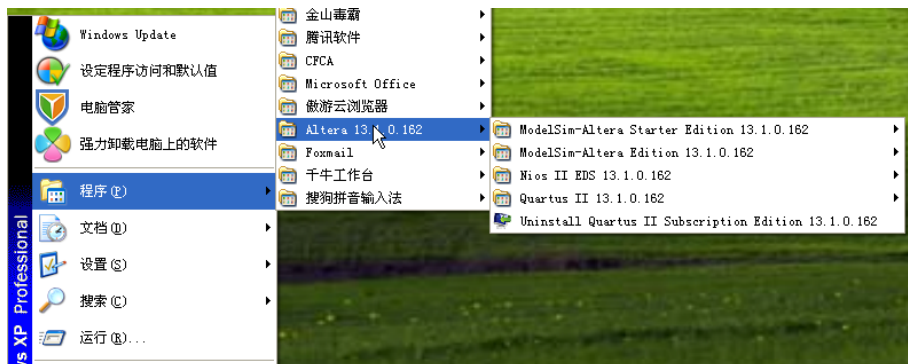 Windows Update
设定程序访问和默认值
电脑管家
强力卸载电脑上的软件
程序(P)
文档(D)
设置(S)
搜索(C)
运行(R)...
ws XP Professional
金山毒霸
腾讯软件
CFCA
Microsoft Office
傲游云浏览器
Altera 13.1.0.162
Foxmail
千牛工作台
搜狗拼音输入法
ModelSim-Altera Starter Edition 13.1.0.162
ModelSim-Altera Edition 13.1.0.162
Nios II EDS 13.1.0.162
Quartus II 13.1.0.162
Uninstall Quartus II Subscription Edition 13.1.0.162